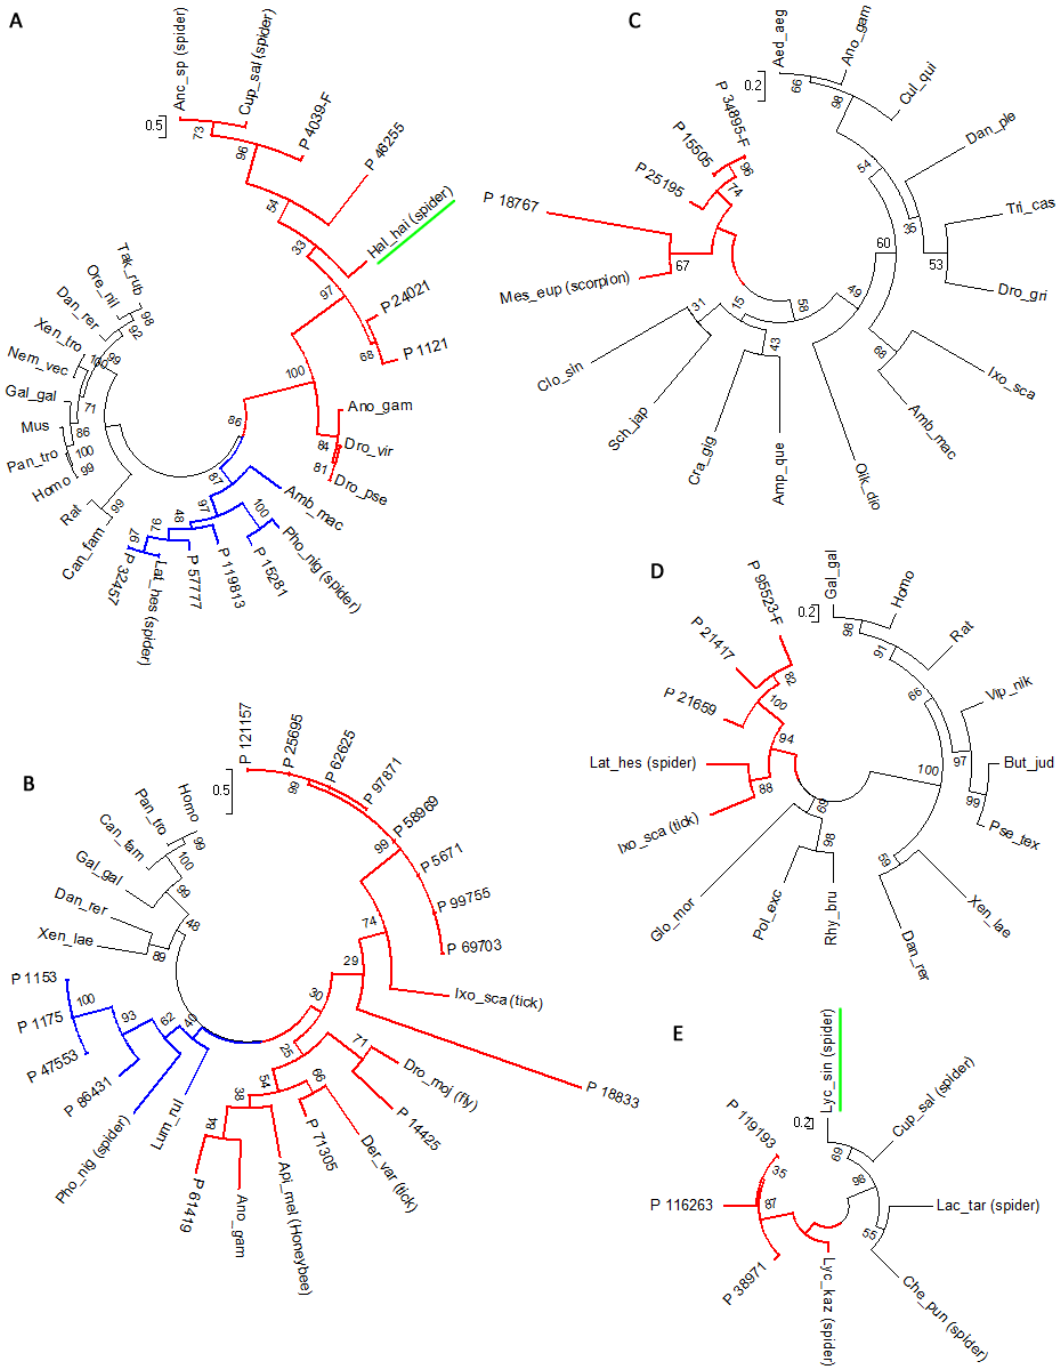 A
Anc_sp (spider)
Cup_sal (spider)
P 4039-F
P 46255
Hal_hai (spider)
P 24021
P 1121
Ano_gam
Dro_vir
Dro_pse
Amb_mac
Pho_nig (spider)
P 15281
P 119813
P 57777
Lat_hes (spider)
P 32457
Can_fam
Rat
Homo
Pan_tro
Mus
Gal_gal
Nem_vec
Xen_tro
Dan_rer
Ore_nil
Tak_rub
0.5
73
96
54
33
97
68
100
84
81
86
87
97
100
48
76
97
99
99
100
86
71
100
99
92
98
B
P 121157
P 25695
P 62625
P 97871
P 58969
P 5671
P 99755
P 69703
Ixo_sca (tick)
P 18833
Dro_moj (fly)
P 14425
Der_var (tick)
P 71305
Api_mel (Honeybee)
Ano_gam
P 61419
Lum_rul
Pho_nig (spider)
P 86431
P 47553
P 1175
P 1153
Xen_lae
Dan_rer
Gal_gal
Can_fam
Pan_tro
Homo
0.5
99
99
74
29
30
25
71
54
66
38
84
40
62
93
100
89
48
99
100
99
C
Aed_aeg
Ano_gam
Cul_qui
Dan_ple
Tri_cas
Dro_gri
Ixo_sca
Amb_mac
Oik_dio
Amp_que
Cra_gig
Sch_jap
Clo_sin
Mes_eup (scorpion)
P 18767
P 25195
P 15505
P 34895-F
0.2
66
98
54
36
53
60
68
49
58
15
43
31
67
74
96
D
Gal_gal
Homo
Rat
Vip_nik
But_jud
Pse_tex
Xen_lae
Dan_rer
Rhy_bru
Pol_exc
Glo_mor
Ixo_sca (tick)
Lat_hes (spider)
P 21659
P 21417
P 95523-F
0.2
98
91
66
97
99
100
59
69
98
88
94
100
82
E
Lyc_sin (spider)
Cup_sal (spider)
Lac_tar (spider)
Che_pun (spider)
Lyc_kaz (spider)
P 38971
P 116263
P 119193
0.2
69
98
55
87
35